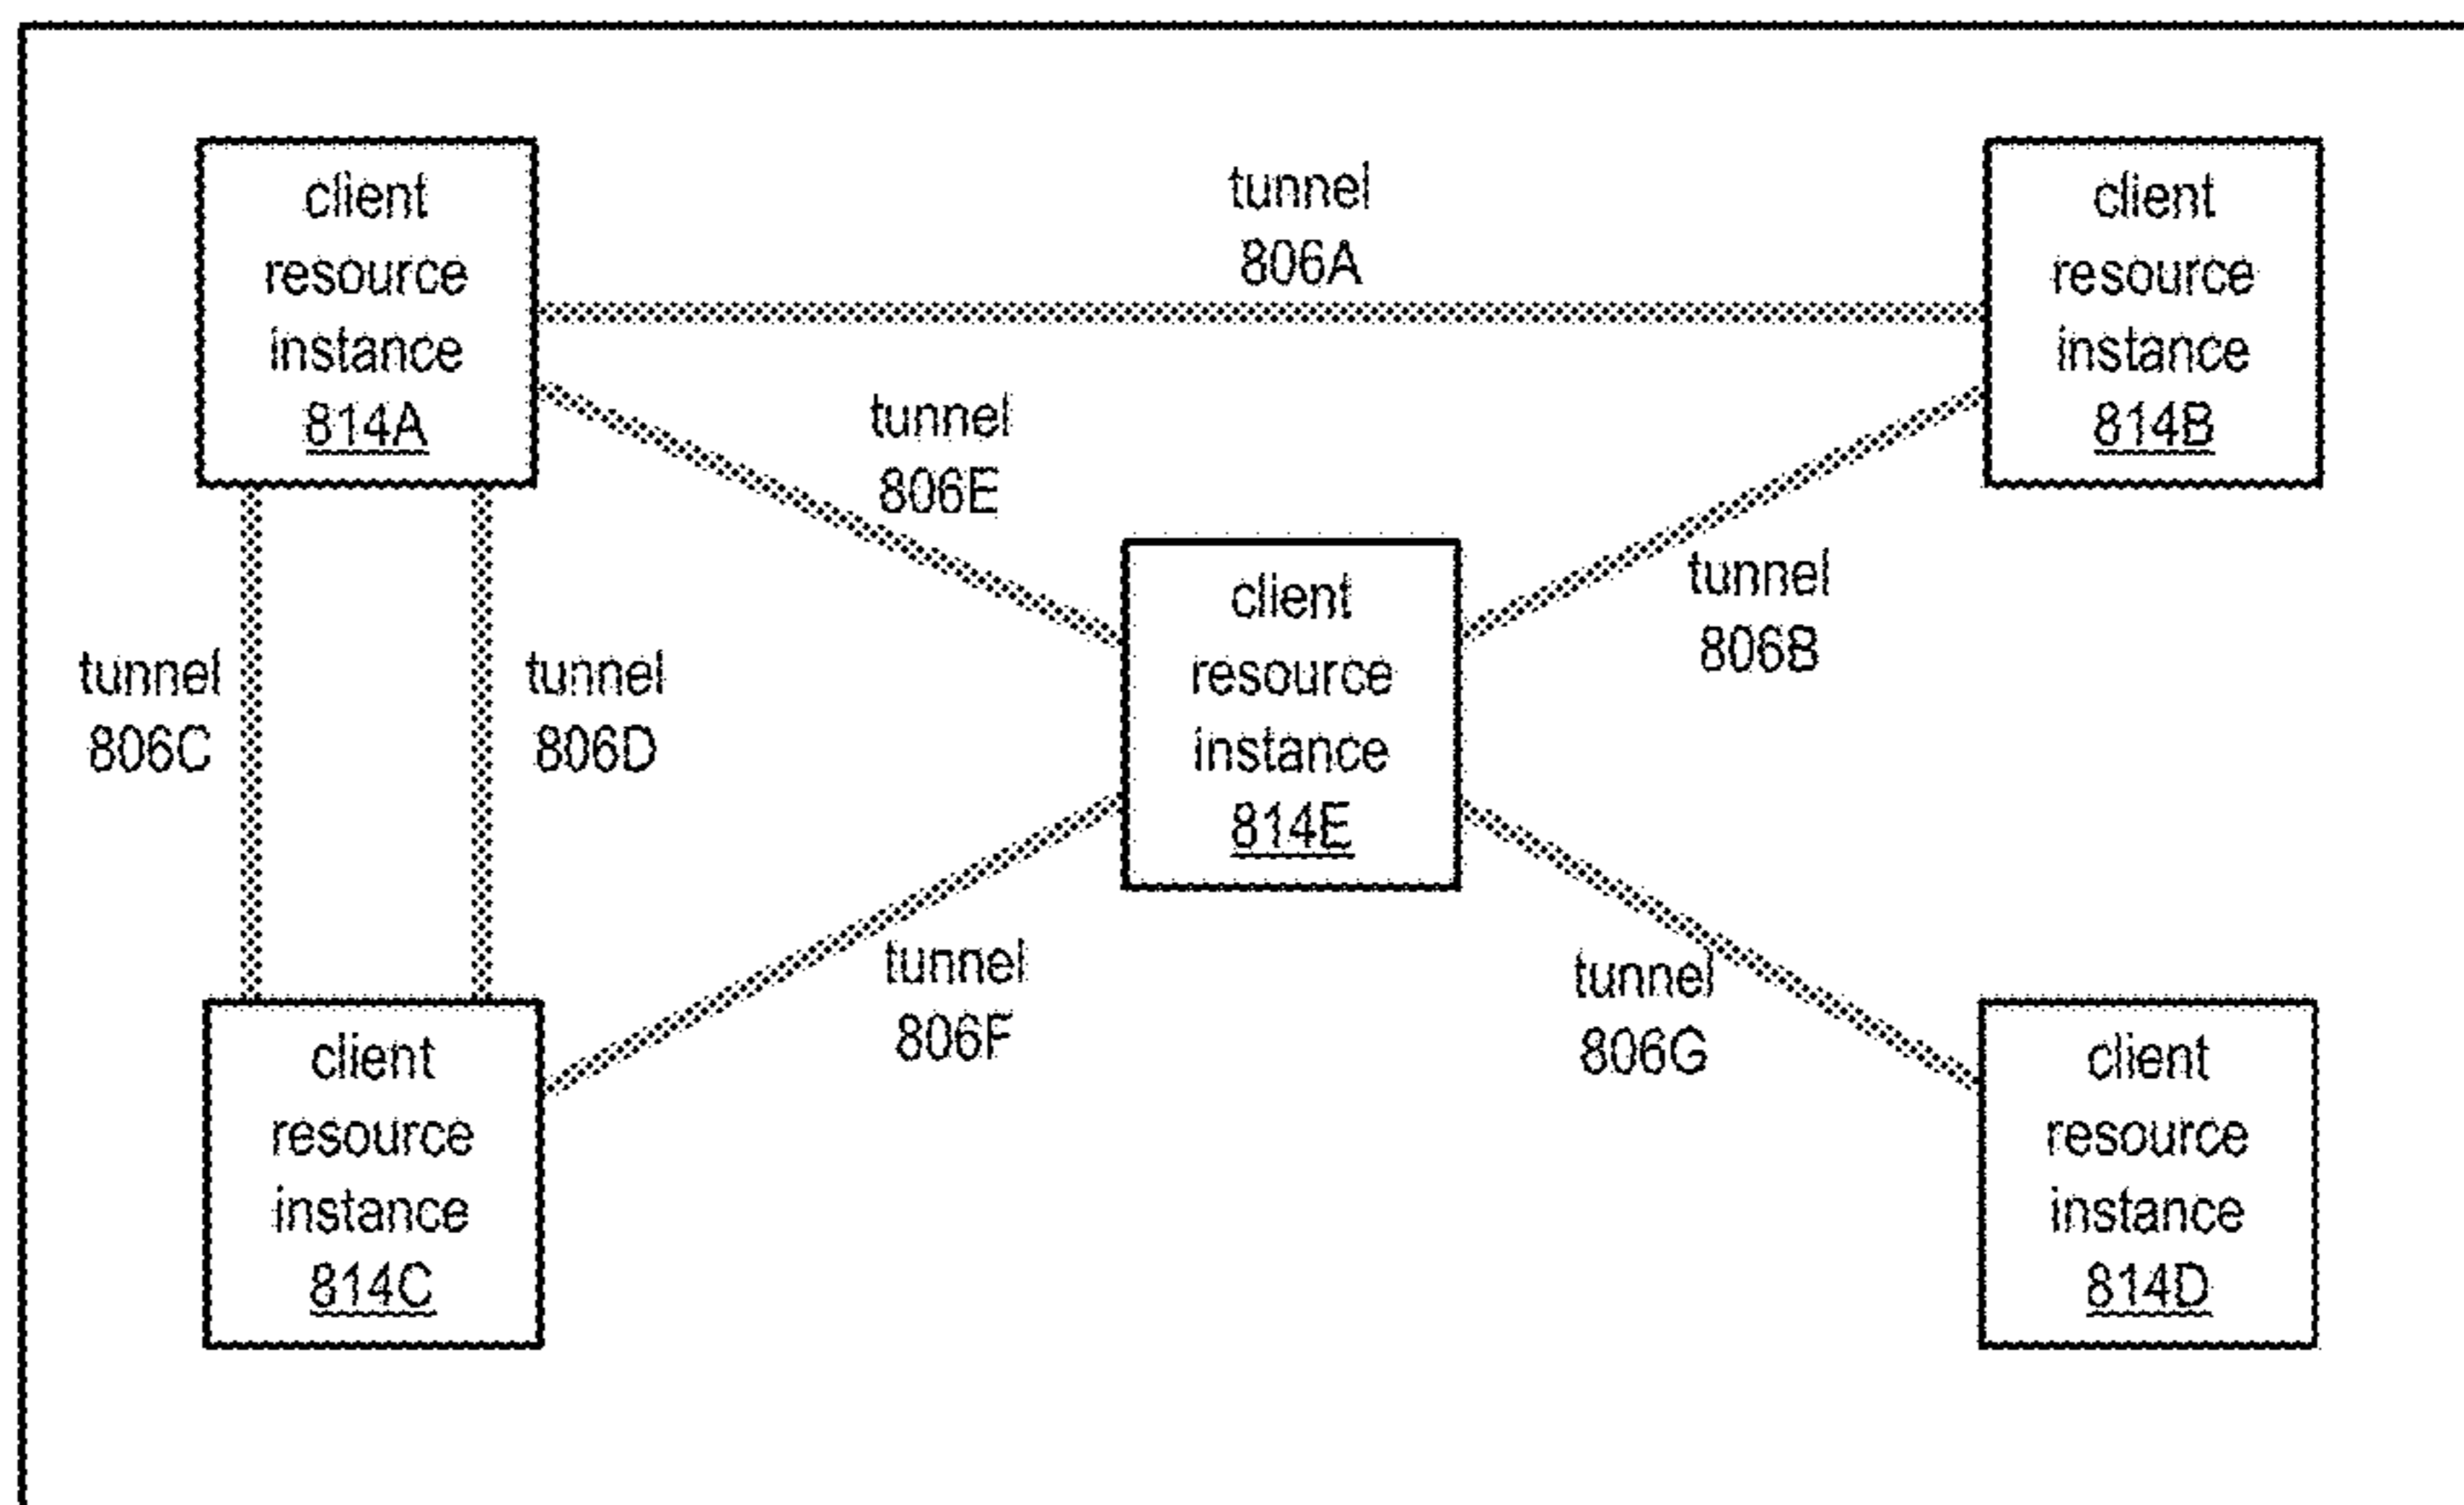 client
resource
instance
814A
tunnel
806A
client
resource
instance
814B
tunnel
806E
tunnel
806B
client
resource
instance
814E
tunnel
806C
tunnel
806D
tunnel
806F
tunnel
806G
client
resource
instance
814C
client
resource
instance
814D